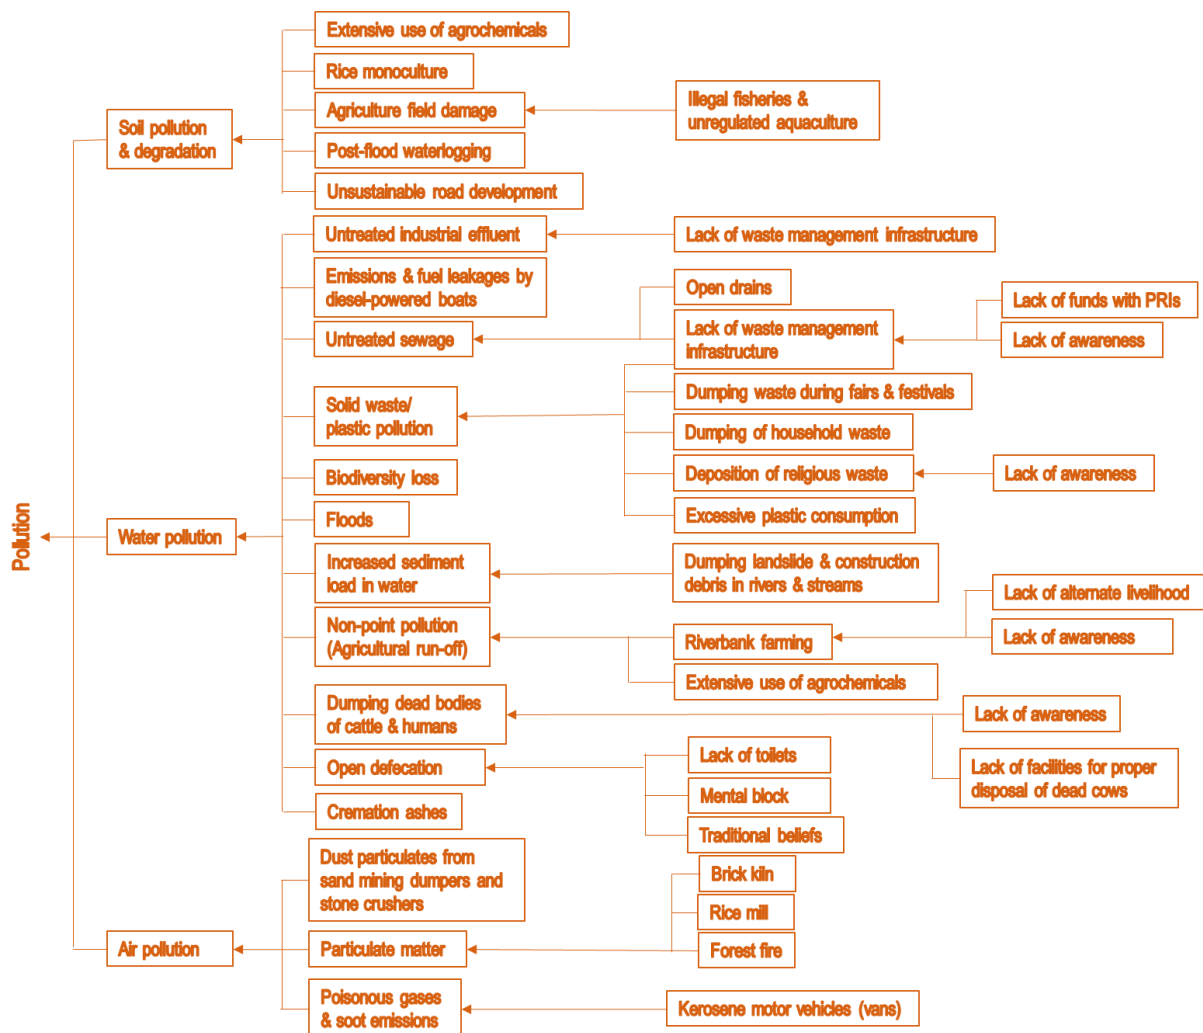 Extensive use of agrochemicals
Rice monoculture
Agriculture field damage
Illegal fisheries &
unregulated aquaculture
Soil pollution
& degradation
Post-flood waterlogging
Unsustainable road development
Untreated industrial effluent
Lack of waste management infrastructure
Emissions & fuel leakages by
diesel-powered boats
Open drains
Lack of funds with PRIs
Untreated sewage
Lack of waste management
infrastructure
Lack of awareness
Solid waste/
plastic pollution
Dumping waste during fairs & festivals
Dumping of household waste
Biodiversity loss
Deposition of religious waste
Lack of awareness
Floods
Excessive plastic consumption
Pollution
Water pollution
Increased sediment
load in water
Dumping landslide & construction
debris in rivers & streams
Lack of alternate livelihood
Non-point pollution
(Agricultural run-off)
Riverbank farming
Lack of awareness
Extensive use of agrochemicals
Dumping dead bodies
of cattle & humans
Lack of awareness
Open defecation
Lack of toilets
Lack of facilities for proper
disposal of dead cows
Mental block
Cremation ashes
Traditional beliefs
Dust particulates from
sand mining dumpers and
stone crushers
Brick kiln
Rice mill
Air pollution
Particulate matter
Forest fire
Poisonous gases
& soot emissions
Kerosene motor vehicles (vans)